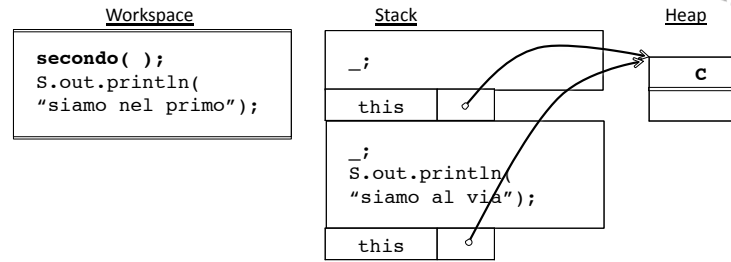 Workspace
Stack
Heap
secondo( );
S.out.println(
“siamo nel primo”);
_;
this
_;
S.out.println(
“siamo al via”);
this
C